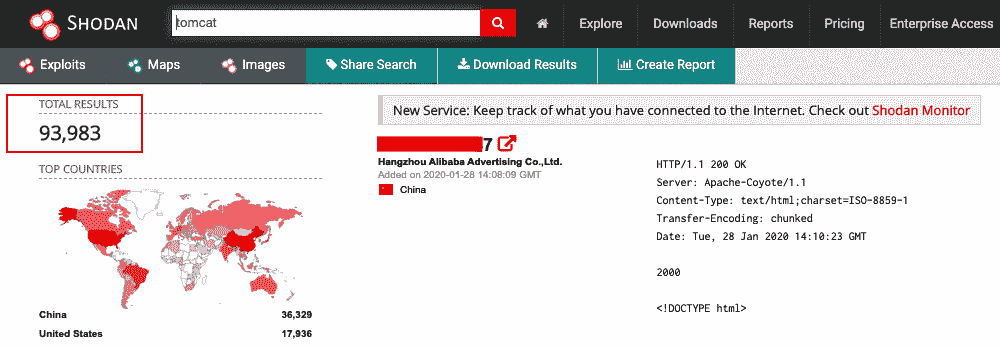 SHODAN
tomcat
Explore
Downloads
Reports
Pricing
Enterprise Access
Exploits
Maps
Images
Share Search
Download Results
Create Report
TOTAL RESULTS
93,983
TOP COUNTRIES
China 36,329
United States 17,936
New Service: Keep track of what you have connected to the Internet. Check out Shodan Monitor
7
Hangzhou Alibaba Advertising Co.,Ltd.
Added on 2020-01-28 14:08:09 GMT
China
HTTP/1.1 200 OK
Server: Apache-Coyote/1.1
Content-Type: text/html;charset=ISO-8859-1
Transfer-Encoding: chunked
Date: Tue, 28 Jan 2020 14:10:23 GMT
2000
<!DOCTYPE html>